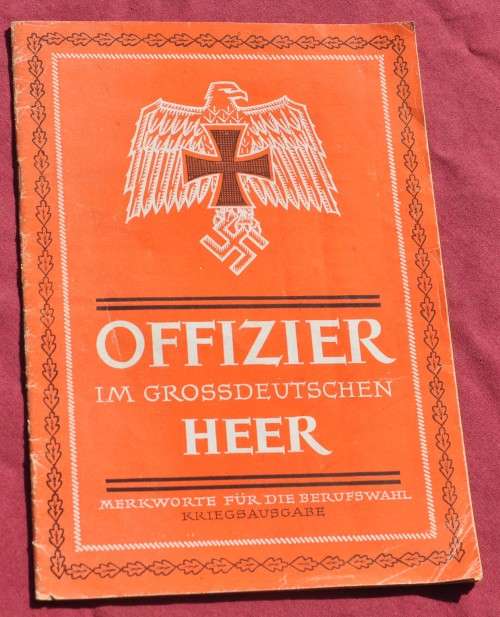 OFFIZIER
IM GROSSDEUTSCHEN
HEER
MERKWORTE FÜR DIE BERUFSWAHL
KRIEGSAUSGABE